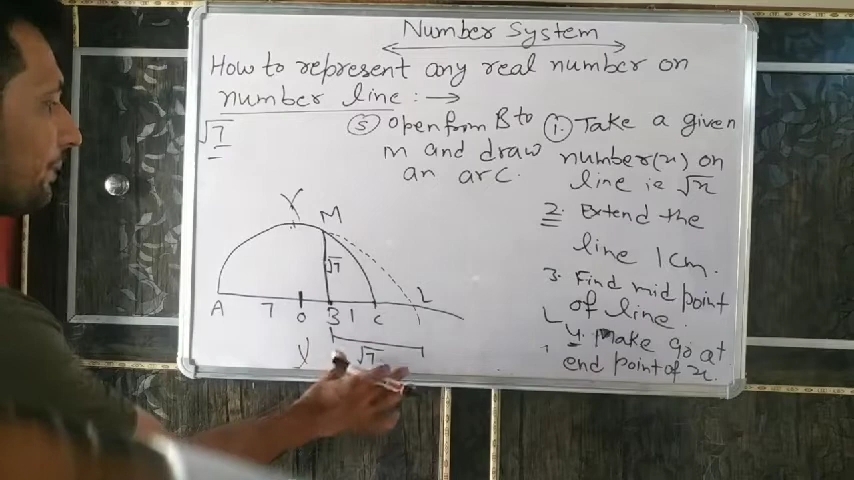 Number System
How to represent any real number on
number line : →
√7
⑤ open from B to
M and draw
an arc.
①. Take a given
number(x) on
line ie √x
2. Extend the
line 1cm.
3. Find mid point
of line.
4. Make 90 at
end point of x.
M
√7
A 7 O B 1 C L
√7